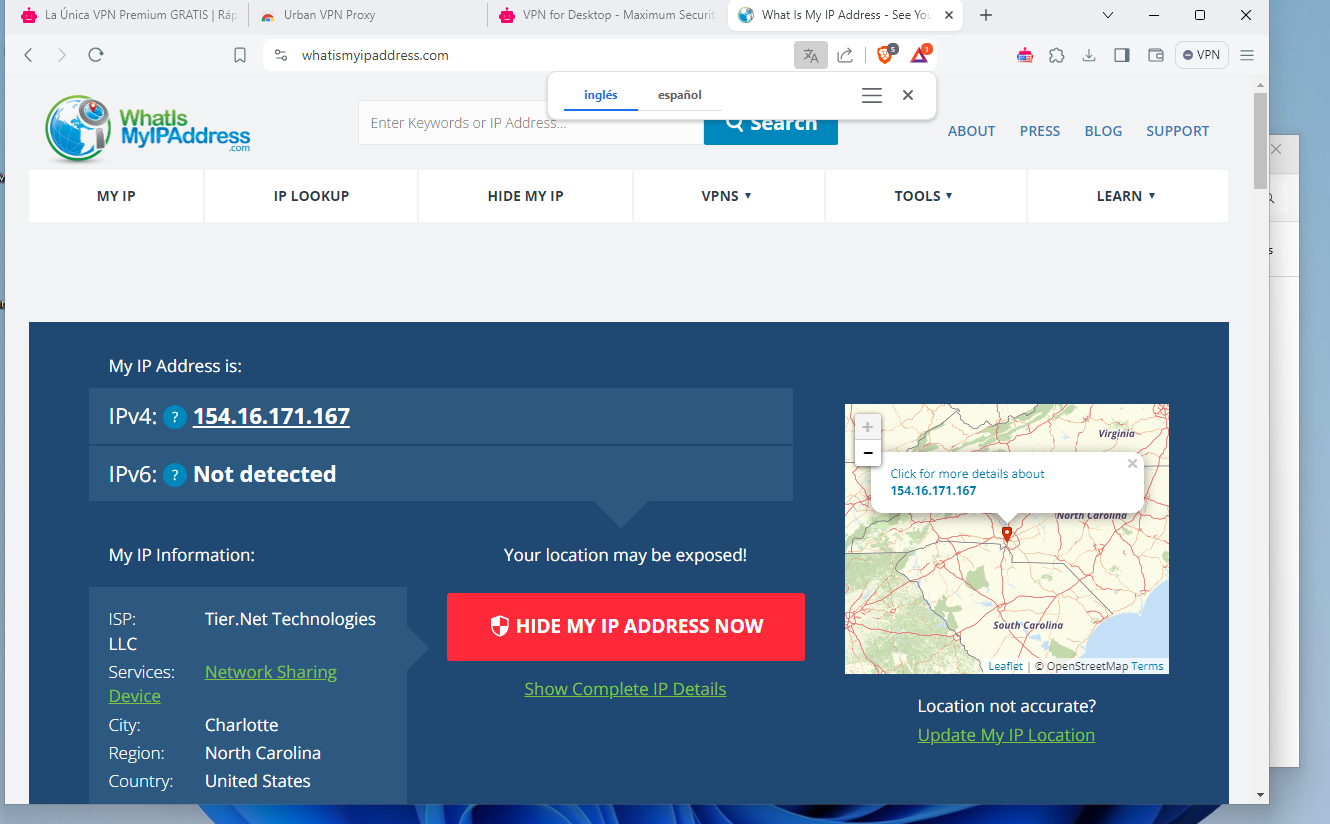 La Única VPN Premium GRATIS | Ráp
Urban VPN Proxy
VPN for Desktop - Maximum Securit
What Is My IP Address - See You
whatismyipaddress.com
5
1
VPN
inglés
español
WhatIs
MyIPAddress
.com
Enter Keywords or IP Address...
Search
ABOUT
PRESS
BLOG
SUPPORT
MY IP
IP LOOKUP
HIDE MY IP
VPNS
TOOLS
LEARN
My IP Address is:
IPv4: ? 154.16.171.167
IPv6: ? Not detected
My IP Information:
ISP: Tier.Net Technologies
LLC
Services: Network Sharing
Device
City: Charlotte
Region: North Carolina
Country: United States
Your location may be exposed!
HIDE MY IP ADDRESS NOW
Show Complete IP Details
+
-
Virginia
Click for more details about
154.16.171.167
North Carolina
South Carolina
Leaflet | © OpenStreetMap Terms
Location not accurate?
Update My IP Location